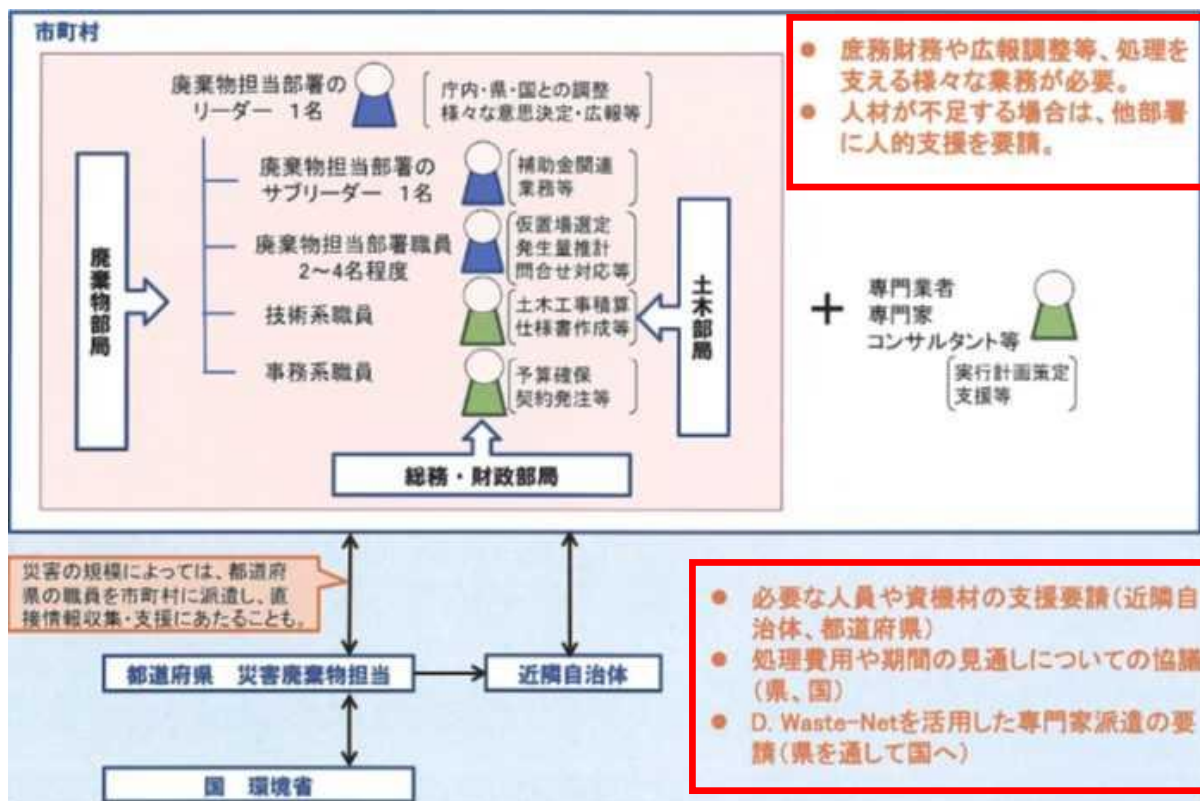 市町村
廃棄物担当部署の
リーダー 1名
庁内・県・国との調整
様々な意思決定・広報等
廃棄物担当部署の
サブリーダー 1名
補助金関連
業務等
廃棄物担当部署職員
2～4名程度
仮置場選定
発生量推計
問合せ対応等
技術系職員
土木工事積算
仕様書作成等
事務系職員
予算確保
契約発注等
廃棄物部局
土木部局
総務・財政部局
● 庶務財務や広報調整等、処理を
支える様々な業務が必要。
● 人材が不足する場合は、他部署
に人的支援を要請。
+
専門業者
専門家
コンサルタント等
実行計画策定
支援等
災害の規模によっては、都道府
県の職員を市町村に派遣し、直
接情報収集・支援にあたることも。
都道府県 災害廃棄物担当
近隣自治体
国 環境省
● 必要な人員や資機材の支援要請(近隣自
治体、都道府県)
● 処理費用や期間の見通しについての協議
(県、国)
● D. Waste-Netを活用した専門家派遣の要
請(県を通して国へ)